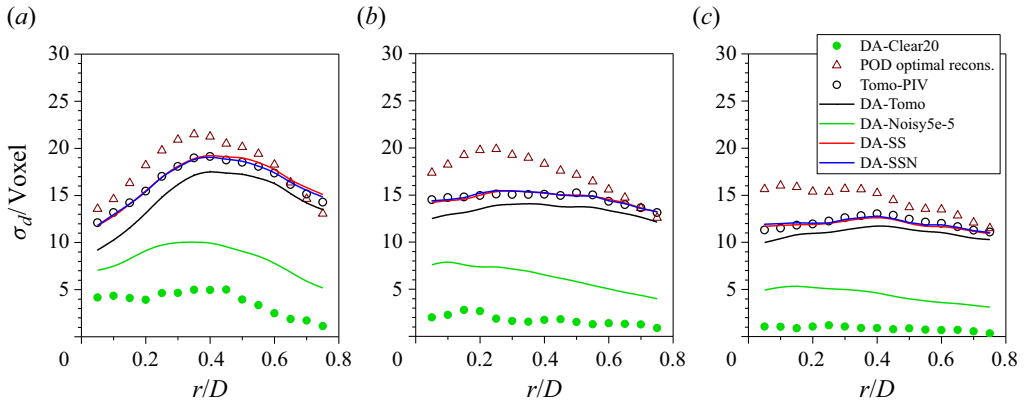 (a)
(b)
(c)
σd/ Voxel
30
25
20
15
10
5
0
0.2
0.4
0.6
0.8
r/D
30
25
20
15
10
5
0
0.2
0.4
0.6
0.8
r/D
30
25
20
15
10
5
0
0.2
0.4
0.6
0.8
r/D
DA-Clear20
POD optimal recons.
Tomo-PIV
DA-Tomo
DA-Noisy5e-5
DA-SS
DA-SSN